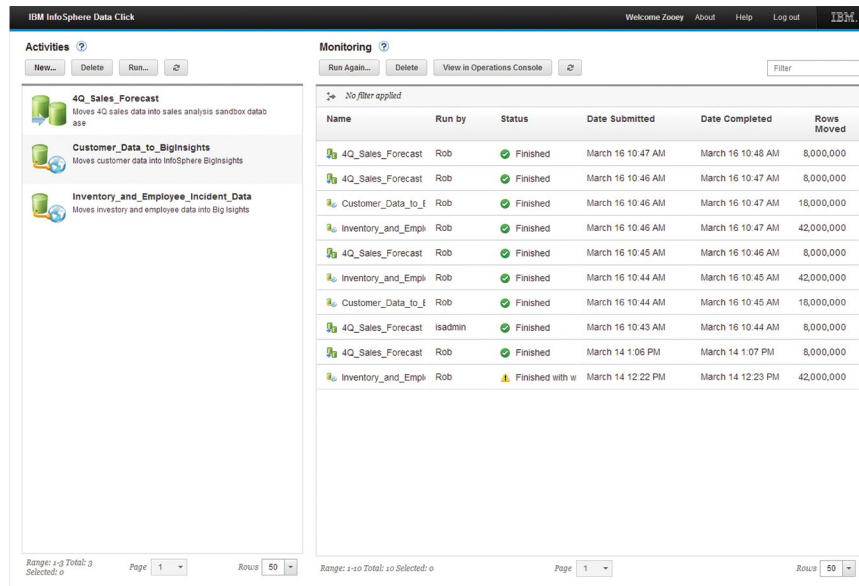 IBM InfoSphere Data Click
Welcome Zooey About Help Log out IBM.
Activities ?
New... Delete Run...
4Q_Sales_Forecast
Moves 4Q sales data into sales analysis sandbox datab
ase
Customer_Data_to_BigInsights
Moves customer data into InfoSphere BigInsights
Inventory_and_Employee_Incident_Data
Moves investory and employee data into Big Isights
Range: 1-3 Total: 3
Selected: 0
Page 1
Rows 50
Monitoring ?
Run Again... Delete View in Operations Console
Filter
No filter applied
Name Run by Status Date Submitted Date Completed Rows
Moved
4Q_Sales_Forecast Rob Finished March 16 10:47 AM March 16 10:48 AM 8,000,000
4Q_Sales_Forecast Rob Finished March 16 10:46 AM March 16 10:47 AM 8,000,000
Customer_Data_to_E Rob Finished March 16 10:46 AM March 16 10:47 AM 18,000,000
Inventory_and_Empl Rob Finished March 16 10:46 AM March 16 10:47 AM 42,000,000
4Q_Sales_Forecast Rob Finished March 16 10:45 AM March 16 10:46 AM 8,000,000
Inventory_and_Empl Rob Finished March 16 10:44 AM March 16 10:45 AM 42,000,000
Customer_Data_to_E Rob Finished March 16 10:44 AM March 16 10:45 AM 18,000,000
4Q_Sales_Forecast isadmin Finished March 16 10:43 AM March 16 10:44 AM 8,000,000
4Q_Sales_Forecast Rob Finished March 14 1:06 PM March 14 1:07 PM 8,000,000
Inventory_and_Empl Rob Finished with w March 14 12:22 PM March 14 12:23 PM 42,000,000
Range: 1-10 Total: 10 Selected: 0
Page 1
Rows 50